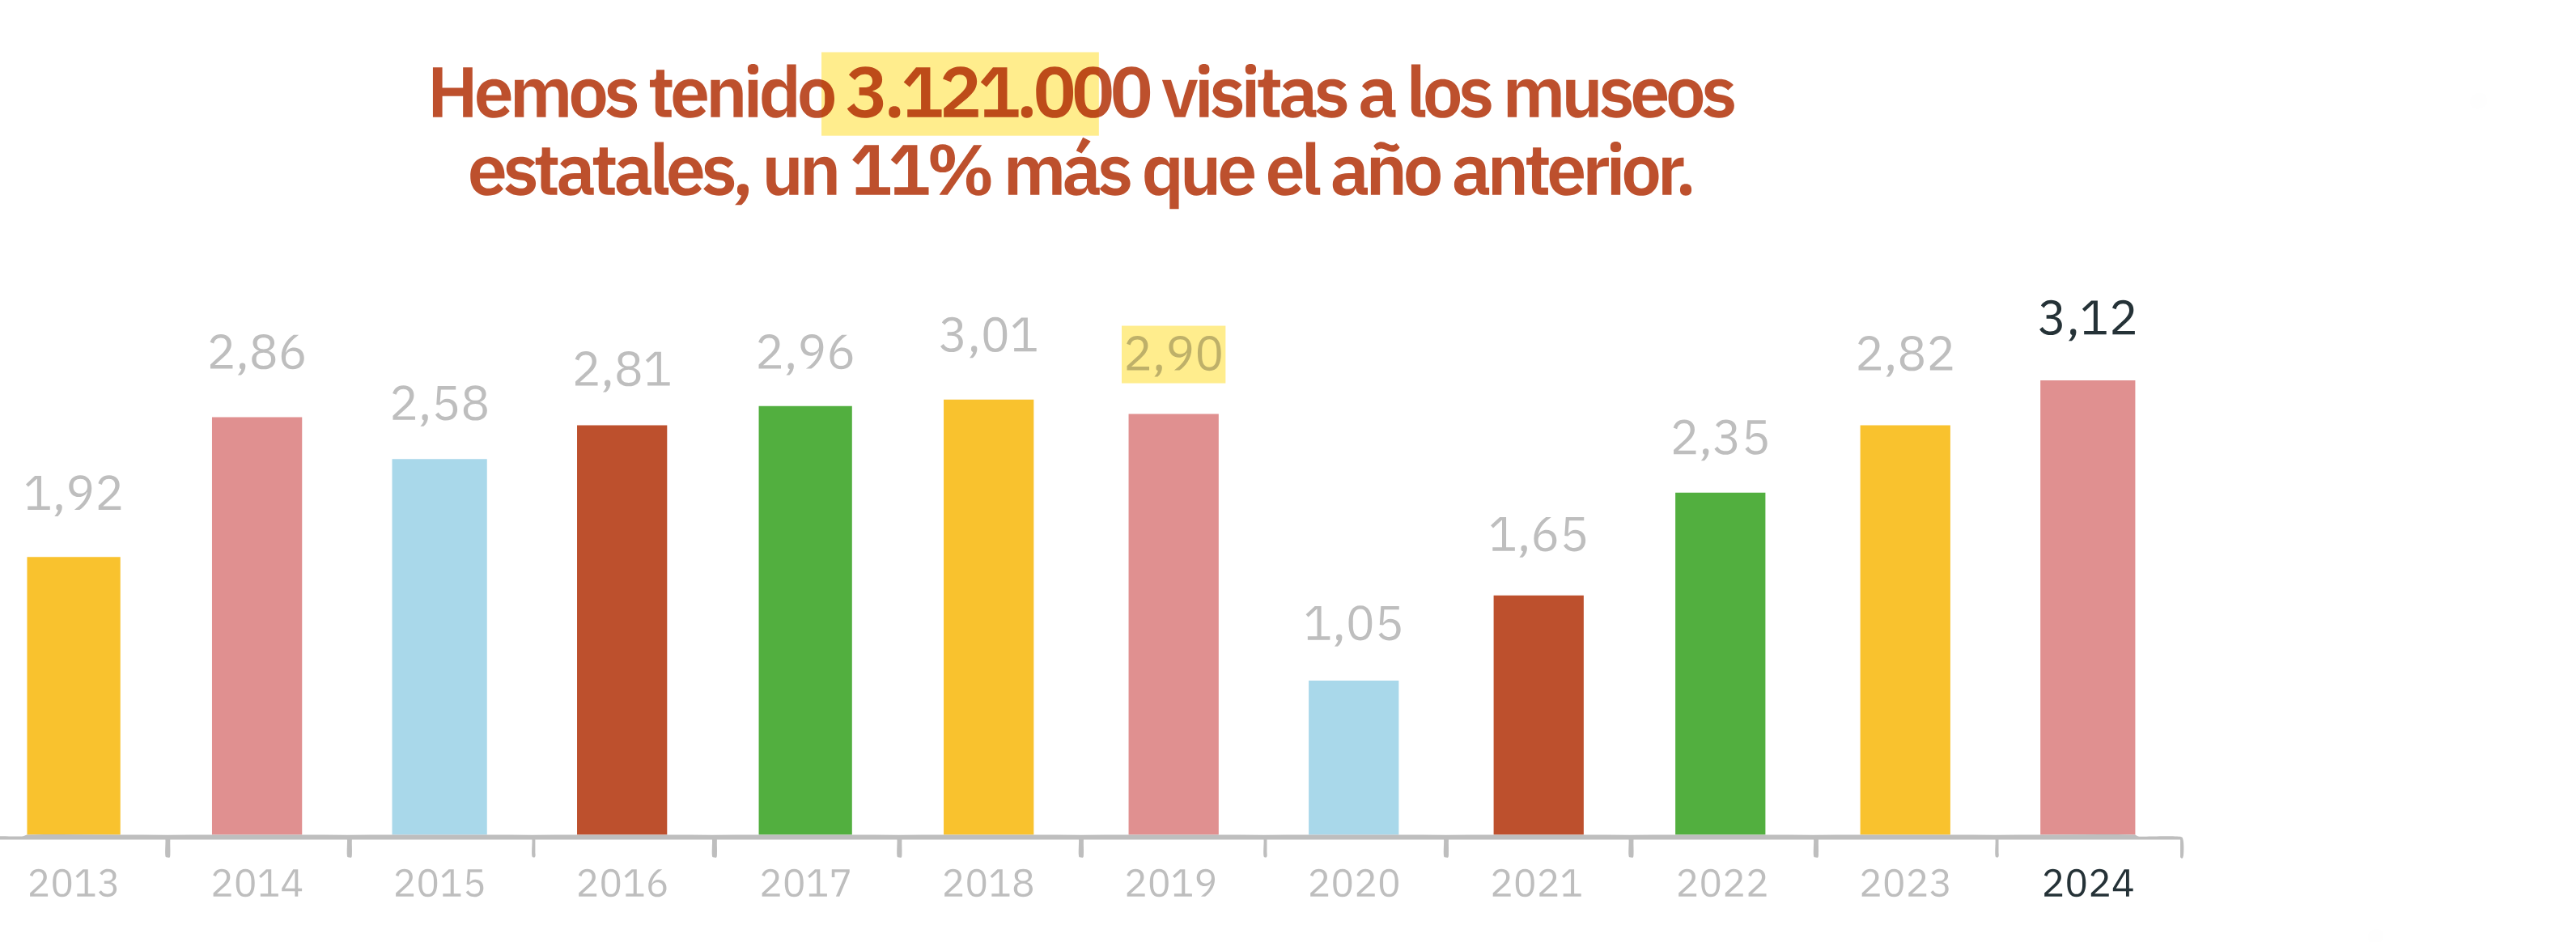 Hemos tenido 3.121.000 visitas a los museos
estatales, un 11% más que el año anterior.
1,92 2,86 2,58 2,81 2,96 3,01 2,90 1,05 1,65 2,35 2,82 3,12
2013 2014 2015 2016 2017 2018 2019 2020 2021 2022 2023 2024